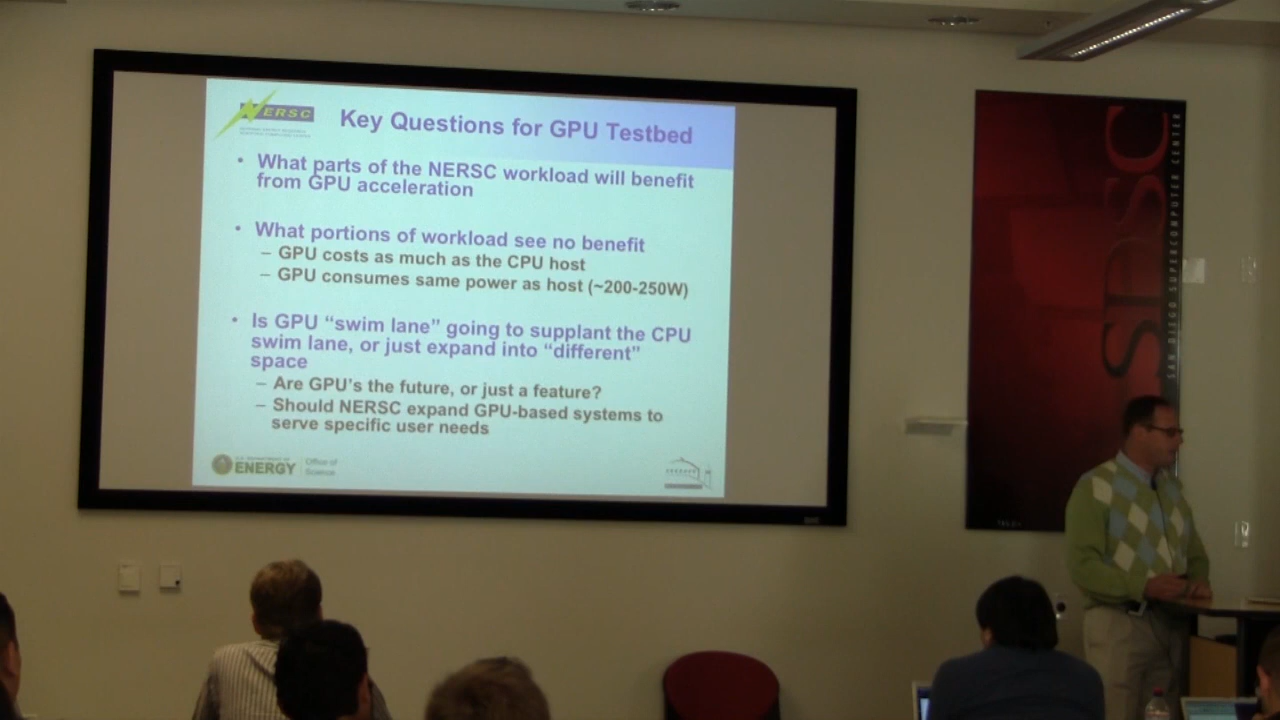 NERSC
Key Questions for GPU Testbed
• What parts of the NERSC workload will benefit
from GPU acceleration
• What portions of workload see no benefit
– GPU costs as much as the CPU host
– GPU consumes same power as host (~200-250W)
• Is GPU “swim lane” going to supplant the CPU
swim lane, or just expand into “different”
space
– Are GPU's the future, or just a feature?
– Should NERSC expand GPU-based systems to
serve specific user needs
U.S. DEPARTMENT OF
ENERGY
Office of
Science
SDSC
SAN DIEGO SUPERCOMPUTER CENTER